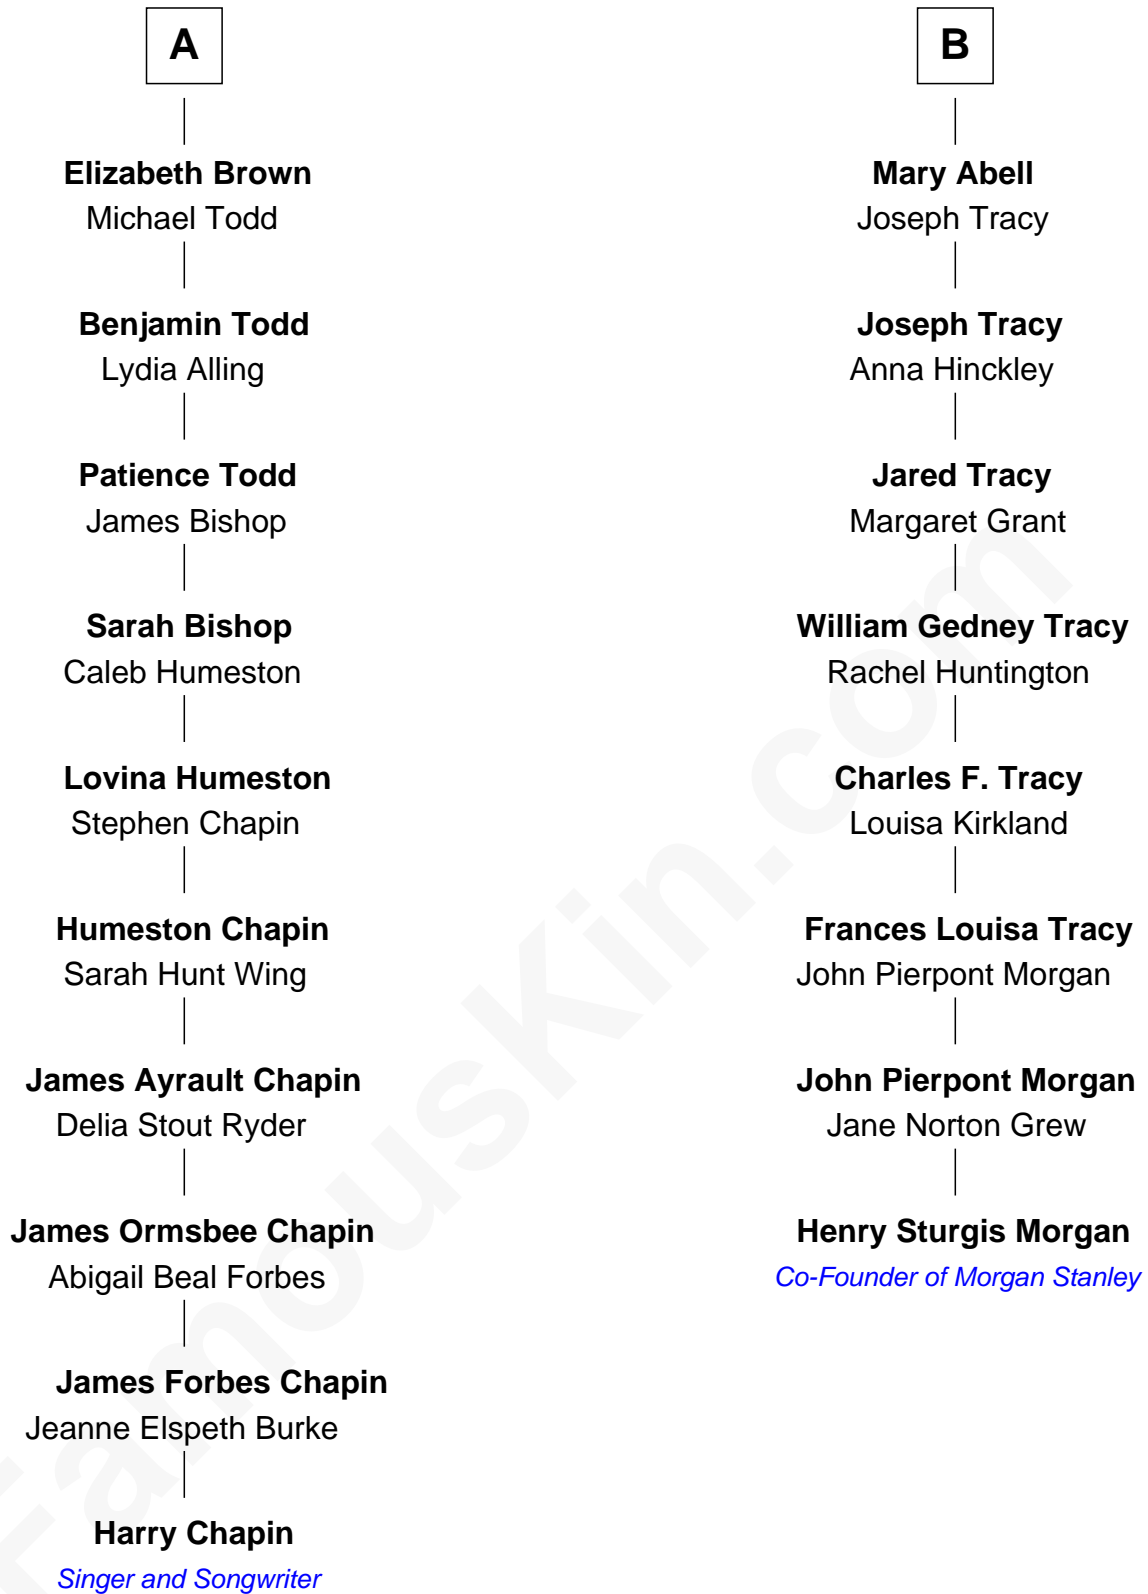 A
Elizabeth Brown
Michael Todd
Benjamin Todd
Lydia Alling
Patience Todd
James Bishop
Sarah Bishop
Caleb Humeston
Lovina Humeston
Stephen Chapin
Humeston Chapin
Sarah Hunt Wing
James Ayrault Chapin
Delia Stout Ryder
James Ormsbee Chapin
Abigail Beal Forbes
James Forbes Chapin
Jeanne Elspeth Burke
Harry Chapin
Singer and Songwriter
B
Mary Abell
Joseph Tracy
Joseph Tracy
Anna Hinckley
Jared Tracy
Margaret Grant
William Gedney Tracy
Rachel Huntington
Charles F. Tracy
Louisa Kirkland
Frances Louisa Tracy
John Pierpont Morgan
John Pierpont Morgan
Jane Norton Grew
Henry Sturgis Morgan
Co-Founder of Morgan Stanley
FamousKin.com